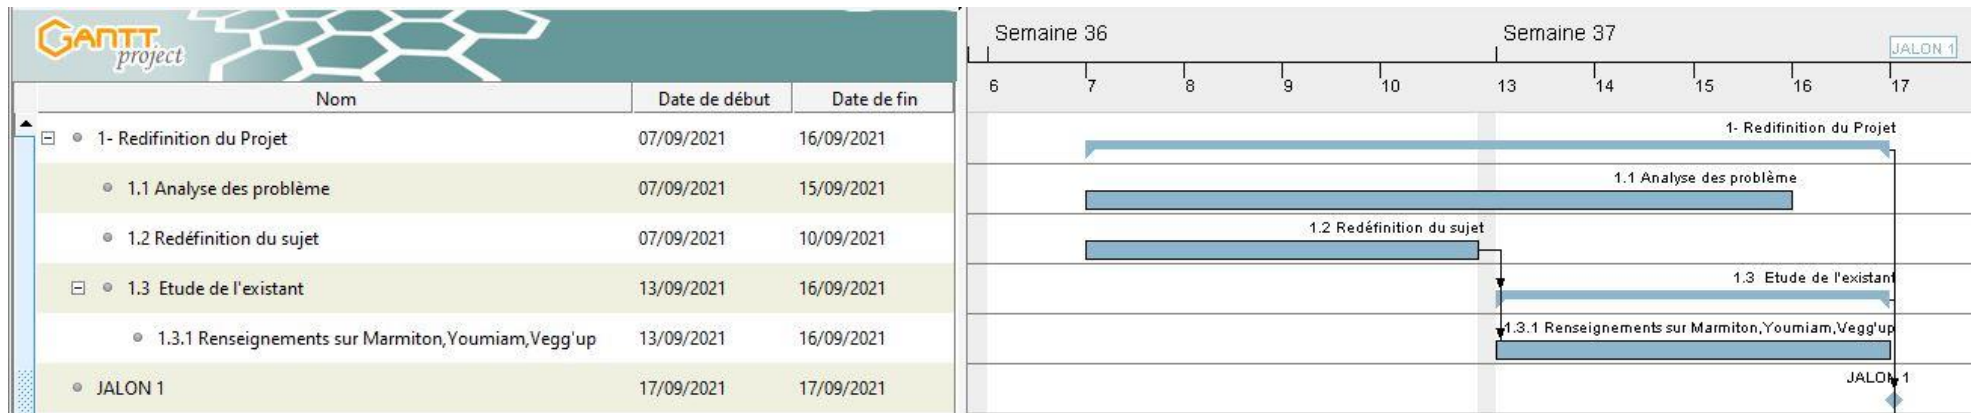 GANTT
project
Nom Date de début Date de fin
1- Redifinition du Projet 07/09/2021 16/09/2021
1.1 Analyse des problème 07/09/2021 15/09/2021
1.2 Redéfinition du sujet 07/09/2021 10/09/2021
1.3 Etude de l'existant 13/09/2021 16/09/2021
1.3.1 Renseignements sur Marmiton,Youmiam,Vegg'up 13/09/2021 16/09/2021
JALON 1 17/09/2021 17/09/2021
Semaine 36 Semaine 37
JALON 1
6 7 8 9 10 13 14 15 16 17
1- Redifinition du Projet
1.1 Analyse des problème
1.2 Redéfinition du sujet
1.3 Etude de l'existant
1.3.1 Renseignements sur Marmiton,Youmiam,Vegg'up
JALON 1